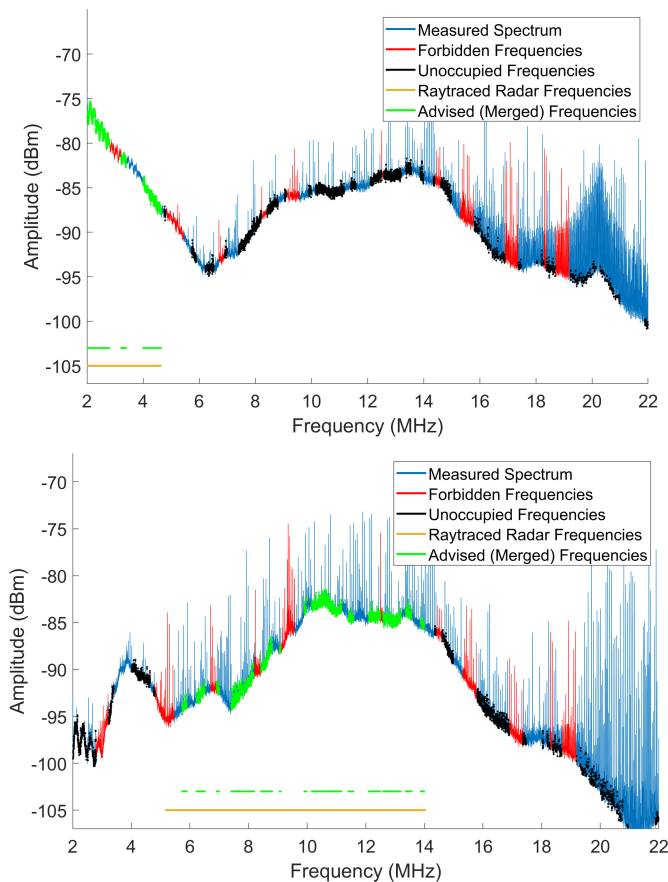 Measured Spectrum
Forbidden Frequencies
Unoccupied Frequencies
Raytraced Radar Frequencies
Advised (Merged) Frequencies
-70
-75
-80
-85
-90
-95
-100
-105
Amplitude (dBm)
2 4 6 8 10 12 14 16 18 20 22
Frequency (MHz)
Measured Spectrum
Forbidden Frequencies
Unoccupied Frequencies
Raytraced Radar Frequencies
Advised (Merged) Frequencies
-70
-75
-80
-85
-90
-95
-100
-105
Amplitude (dBm)
2 4 6 8 10 12 14 16 18 20 22
Frequency (MHz)